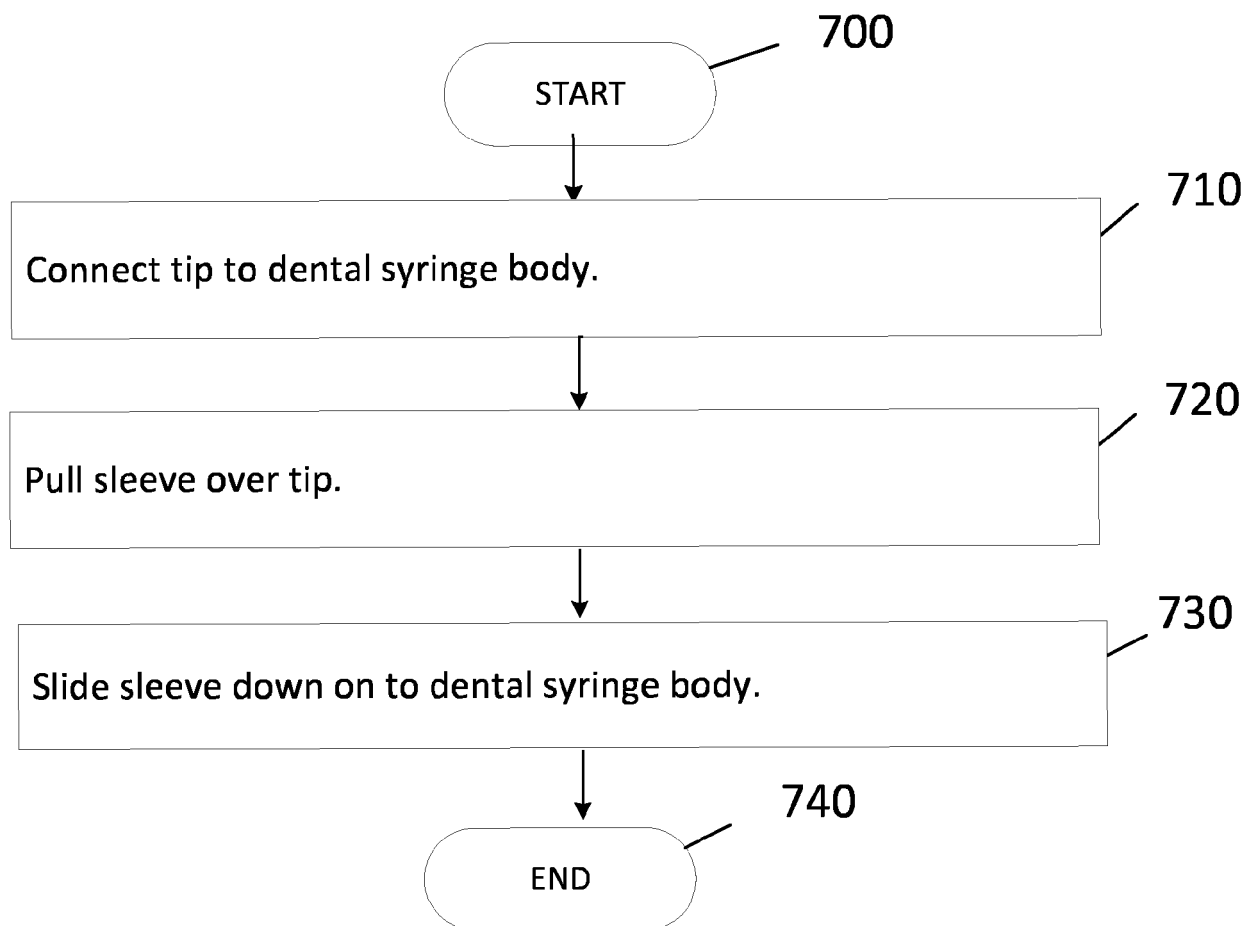 700
START
710
Connect tip to dental syringe body.
720
Pull sleeve over tip.
730
Slide sleeve down on to dental syringe body.
740
END